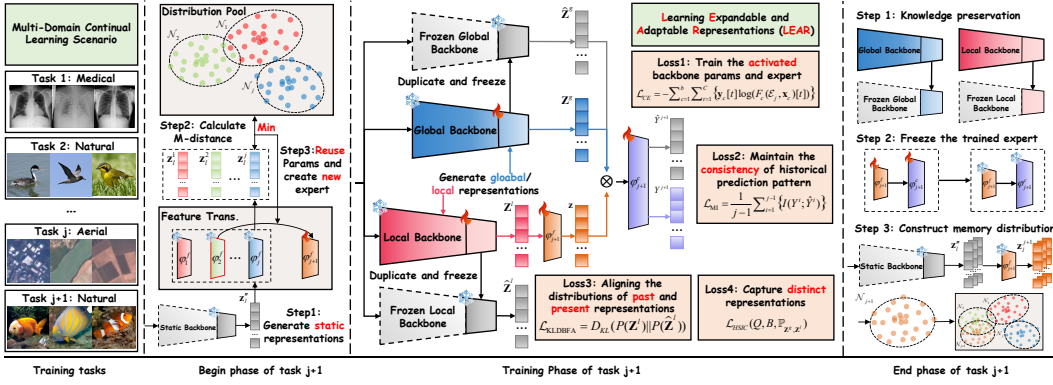 Multi-Domain Continual
Learning Scenario
Task 1: Medical
Task 2: Natural
...
Task j: Aerial
Task j+1: Natural
Training tasks
Distribution Pool
𝒩₂
𝒩ⱼ
Step2: Calculate
M-distance
Min
Step3:Reuse
Params and
create new
expert
...
Feature Trans.
...
Static Backbone
Step1:
Generate static
representations
Begin phase of task j+1
Frozen Global
Backbone
Duplicate and freeze
Global Backbone
Generate gloabal/
local representations
Local Backbone
Duplicate and freeze
Frozen Local
Backbone
Learning Expandable and
Adaptable Representations (LEAR)
Loss1: Train the activated
backbone params and expert
Loss2: Maintain the
consistency of historical
prediction pattern
Loss3: Aligning the
distributions of past and
present representations
Loss4: Capture distinct
representations
Training Phase of task j+1
Step 1: Knowledge preservation
Global Backbone
Local Backbone
Frozen Global
Backbone
Frozen Local
Backbone
Step 2: Freeze the trained expert
Step 3: Construct memory distribution
Static Backbone
End phase of task j+1